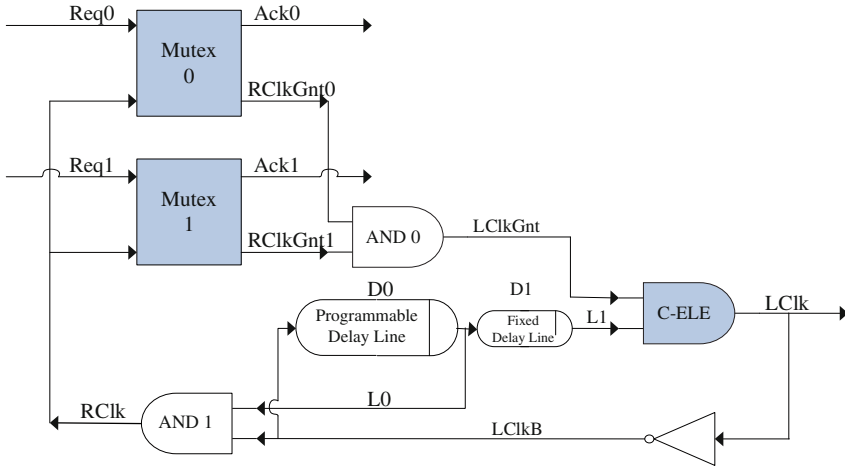 Req0
Ack0
Mutex
0
RClkGnt0
Req1
Ack1
Mutex
1
RClkGnt1
AND 0
LClkGnt
D0
D1
Programmable
Delay Line
Fixed
Delay Line
L1
C-ELE
LClk
L0
RClk
AND 1
LClkB